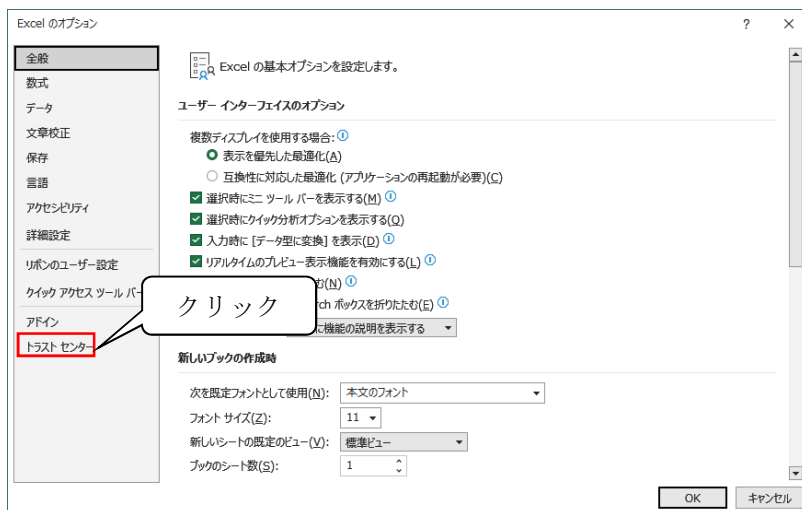 Excel のオプション
? ×
全般
数式
データ
文章校正
保存
言語
アクセシビリティ
詳細設定
リボンのユーザー設定
クイック アクセス ツール バー
アドイン
トラスト センター
クリック
Excel の基本オプションを設定します。
ユーザー インターフェイスのオプション
複数ディスプレイを使用する場合:
表示を優先した最適化(A)
互換性に対応した最適化 (アプリケーションの再起動が必要)(C)
選択時にミニ ツール バーを表示する(M)
選択時にクイック分析オプションを表示する(Q)
入力時に [データ型に変換] を表示(D)
リアルタイムのプレビュー表示機能を有効にする(L)
む(N)
rch ボックスを折りたたむ(E)
に機能の説明を表示する
新しいブックの作成時
次を既定フォントとして使用(N): 本文のフォント
フォント サイズ(Z): 11
新しいシートの既定のビュー(V): 標準ビュー
ブックのシート数(S): 1
OK キャンセル